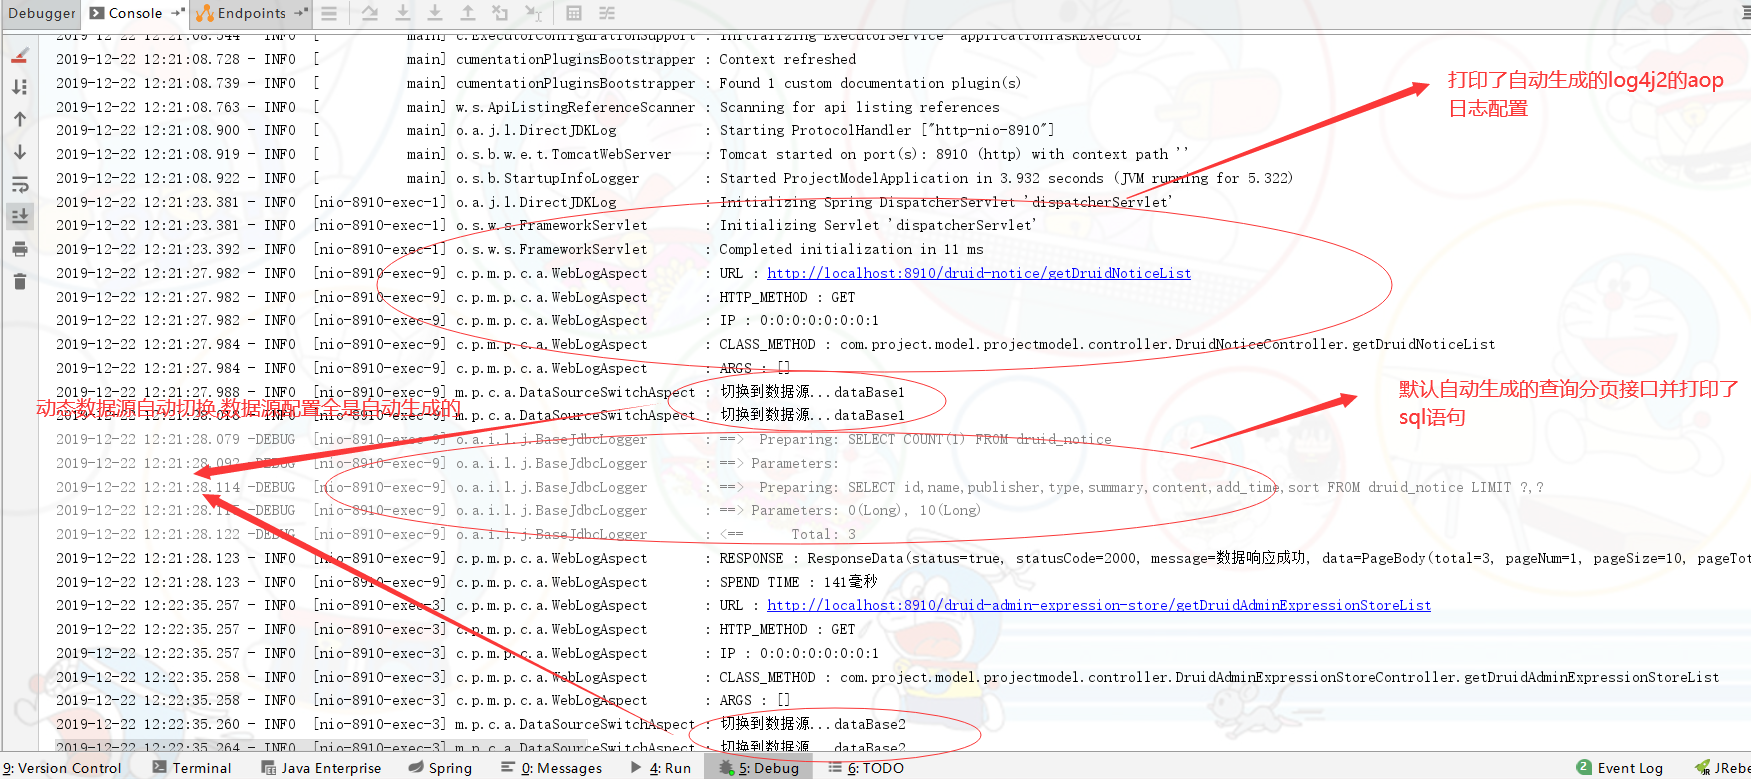 Debugger Console Endpoints
2019-12-22 12:21:08.544 - INFO [ main] c.ExecutorConfigurationSupport : Initializing ExecutorService 'applicationTaskExecutor'
2019-12-22 12:21:08.728 - INFO [ main] cumentationPluginsBootstrapper : Context refreshed
2019-12-22 12:21:08.739 - INFO [ main] cumentationPluginsBootstrapper : Found 1 custom documentation plugin(s)
2019-12-22 12:21:08.763 - INFO [ main] w.s.ApiListingReferenceScanner : Scanning for api listing references
2019-12-22 12:21:08.900 - INFO [ main] o.a.j.l.DirectJDKLog : Starting ProtocolHandler ["http-nio-8910"]
2019-12-22 12:21:08.919 - INFO [ main] o.s.b.w.e.t.TomcatWebServer : Tomcat started on port(s): 8910 (http) with context path ''
2019-12-22 12:21:08.922 - INFO [ main] o.s.b.StartupInfoLogger : Started ProjectModelApplication in 3.932 seconds (JVM running for 5.322)
2019-12-22 12:21:23.381 - INFO [nio-8910-exec-1] o.a.j.l.DirectJDKLog : Initializing Spring DispatcherServlet 'dispatcherServlet'
2019-12-22 12:21:23.381 - INFO [nio-8910-exec-1] o.s.w.s.FrameworkServlet : Initializing Servlet 'dispatcherServlet'
2019-12-22 12:21:23.392 - INFO [nio-8910-exec-1] o.s.w.s.FrameworkServlet : Completed initialization in 11 ms
2019-12-22 12:21:27.982 - INFO [nio-8910-exec-9] c.p.m.p.c.a.WebLogAspect : URL : http://localhost:8910/druid-notice/getDruidNoticeList
2019-12-22 12:21:27.982 - INFO [nio-8910-exec-9] c.p.m.p.c.a.WebLogAspect : HTTP_METHOD : GET
2019-12-22 12:21:27.982 - INFO [nio-8910-exec-9] c.p.m.p.c.a.WebLogAspect : IP : 0:0:0:0:0:0:0:1
2019-12-22 12:21:27.984 - INFO [nio-8910-exec-9] c.p.m.p.c.a.WebLogAspect : CLASS_METHOD : com.project.model.projectmodel.controller.DruidNoticeController.getDruidNoticeList
2019-12-22 12:21:27.984 - INFO [nio-8910-exec-9] c.p.m.p.c.a.WebLogAspect : ARGS : []
2019-12-22 12:21:27.988 - INFO [nio-8910-exec-9] m.p.c.a.DataSourceSwitchAspect : 切换到数据源...dataBase1
2019-12-22 12:21:28.018 - INFO [nio-8910-exec-9] m.p.c.a.DataSourceSwitchAspect : 切换到数据源...dataBase1
2019-12-22 12:21:28.079 -DEBUG [nio-8910-exec-9] o.a.i.l.j.BaseJdbcLogger : ==> Preparing: SELECT COUNT(1) FROM druid_notice
2019-12-22 12:21:28.092 -DEBUG [nio-8910-exec-9] o.a.i.l.j.BaseJdbcLogger : ==> Parameters:
2019-12-22 12:21:28.114 -DEBUG [nio-8910-exec-9] o.a.i.l.j.BaseJdbcLogger : ==> Preparing: SELECT id,name,publisher,type,summary,content,add_time,sort FROM druid_notice LIMIT ?,?
2019-12-22 -DEBUG [nio-8910-exec-9] o.a.i.l.j.BaseJdbcLogger : ==> Parameters: 0(Long), 10(Long)
2019-12-22 12:21:28.122 -DEBUG [nio-8910-exec-9] o.a.i.l.j.BaseJdbcLogger : <== Total: 3
2019-12-22 12:21:28.123 - INFO [nio-8910-exec-9] c.p.m.p.c.a.WebLogAspect : RESPONSE : ResponseData(status=true, statusCode=2000, message=数据响应成功, data=PageBody(total=3, pageNum=1, pageSize=10, pageTot
2019-12-22 12:21:28.123 - INFO [nio-8910-exec-9] c.p.m.p.c.a.WebLogAspect : SPEND TIME : 141毫秒
2019-12-22 12:22:35.257 - INFO [nio-8910-exec-3] c.p.m.p.c.a.WebLogAspect : URL : http://localhost:8910/druid-admin-expression-store/getDruidAdminExpressionStoreList
2019-12-22 12:22:35.257 - INFO [nio-8910-exec-3] c.p.m.p.c.a.WebLogAspect : HTTP_METHOD : GET
2019-12-22 12:22:35.257 - INFO [nio-8910-exec-3] c.p.m.p.c.a.WebLogAspect : IP : 0:0:0:0:0:0:0:1
2019-12-22 12:22:35.258 - INFO [nio-8910-exec-3] c.p.m.p.c.a.WebLogAspect : CLASS_METHOD : com.project.model.projectmodel.controller.DruidAdminExpressionStoreController.getDruidAdminExpressionStoreList
2019-12-22 12:22:35.258 - INFO [nio-8910-exec-3] c.p.m.p.c.a.WebLogAspect : ARGS : []
2019-12-22 12:22:35.260 - INFO [nio-8910-exec-3] m.p.c.a.DataSourceSwitchAspect : 切换到数据源...dataBase2
2019-12-22 12:22:35.264 - INFO [nio-8910-exec-3] m.p.c.a.DataSourceSwitchAspect : 切换到数据源...dataBase2
打印了自动生成的log4j2的aop
日志配置
动态数据源自动切换 数据源配置全是自动生成的
默认自动生成的查询分页接口并打印了
sql语句
9: Version Control Terminal Java Enterprise Spring 0: Messages 4: Run 5: Debug 6: TODO 2 Event Log JRebe